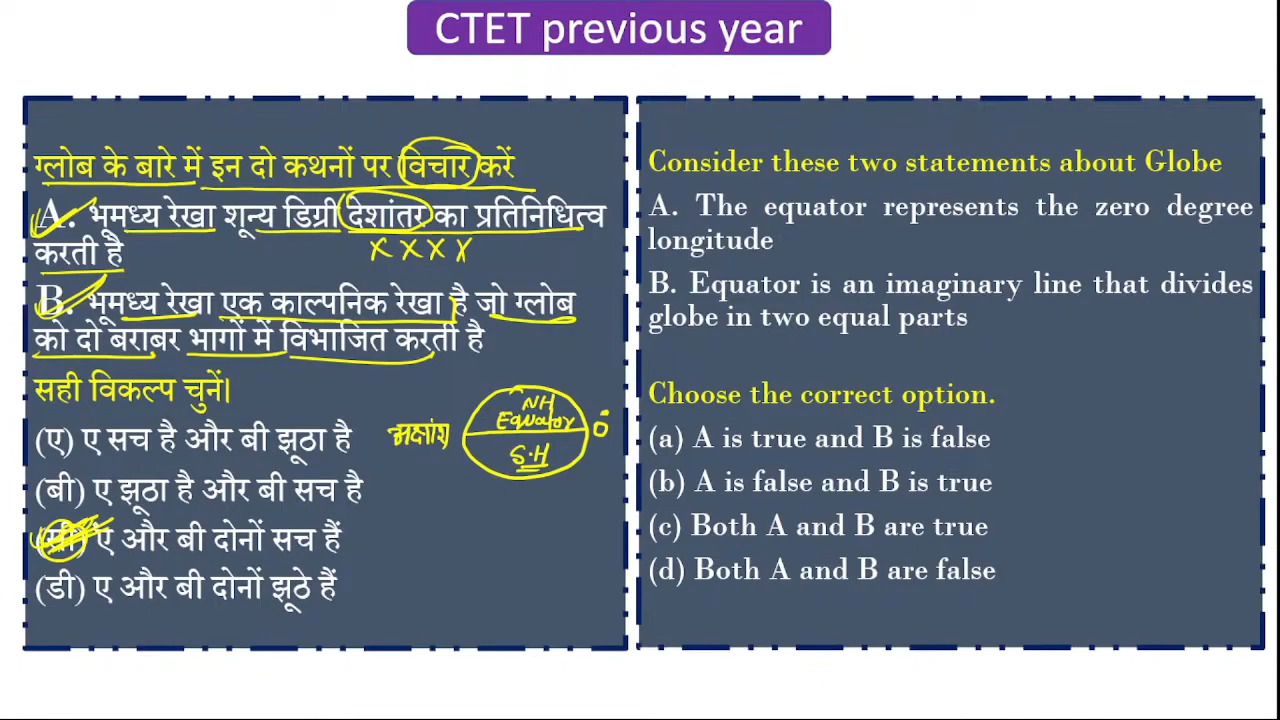 CTET previous year
ग्लोब के बारे में इन दो कथनों पर विचार करें
A. भूमध्य रेखा शून्य डिग्री देशांतर का प्रतिनिधित्व
करती है
x x x x
B. भूमध्य रेखा एक काल्पनिक रेखा है जो ग्लोब
को दो बराबर भागों में विभाजित करती है
सही विकल्प चुनें।
(ए) ए सच है और बी झूठा है
(बी) ए झूठा है और बी सच है
(सी) ए और बी दोनों सच हैं
(डी) ए और बी दोनों झूठे हैं
अक्षांश
NH
Equator
S.H
0°
Consider these two statements about Globe
A. The equator represents the zero degree
longitude
B. Equator is an imaginary line that divides
globe in two equal parts
Choose the correct option.
(a) A is true and B is false
(b) A is false and B is true
(c) Both A and B are true
(d) Both A and B are false